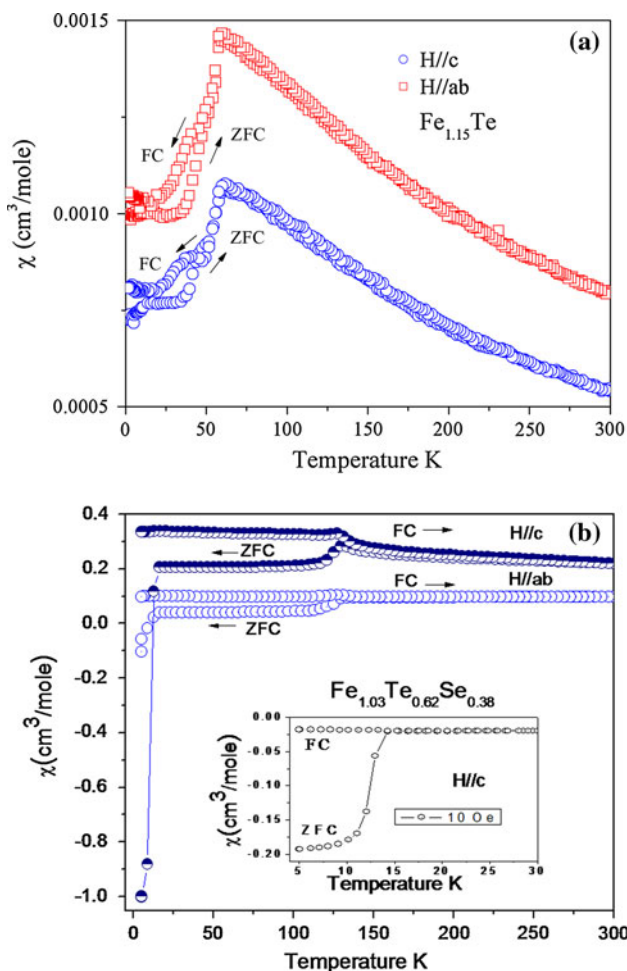 (a)
0.0015
0.0010
0.0005
χ (cm³/mole)
H//c
H//ab
Fe1.15Te
FC
ZFC
FC
ZFC
0 50 100 150 200 250 300
Temperature K
(b)
0.4
0.2
0.0
-0.2
-0.4
-0.6
-0.8
-1.0
χ(cm³/mole)
FC
H//c
ZFC
FC
H//ab
ZFC
Fe1.03Te0.62Se0.38
0.00
-0.05
-0.10
-0.15
-0.20
χ(cm³/mole)
FC
H//c
ZFC
10 Oe
5 10 15 20 25 30
Temperature K
0 50 100 150 200 250 300
Temperature K